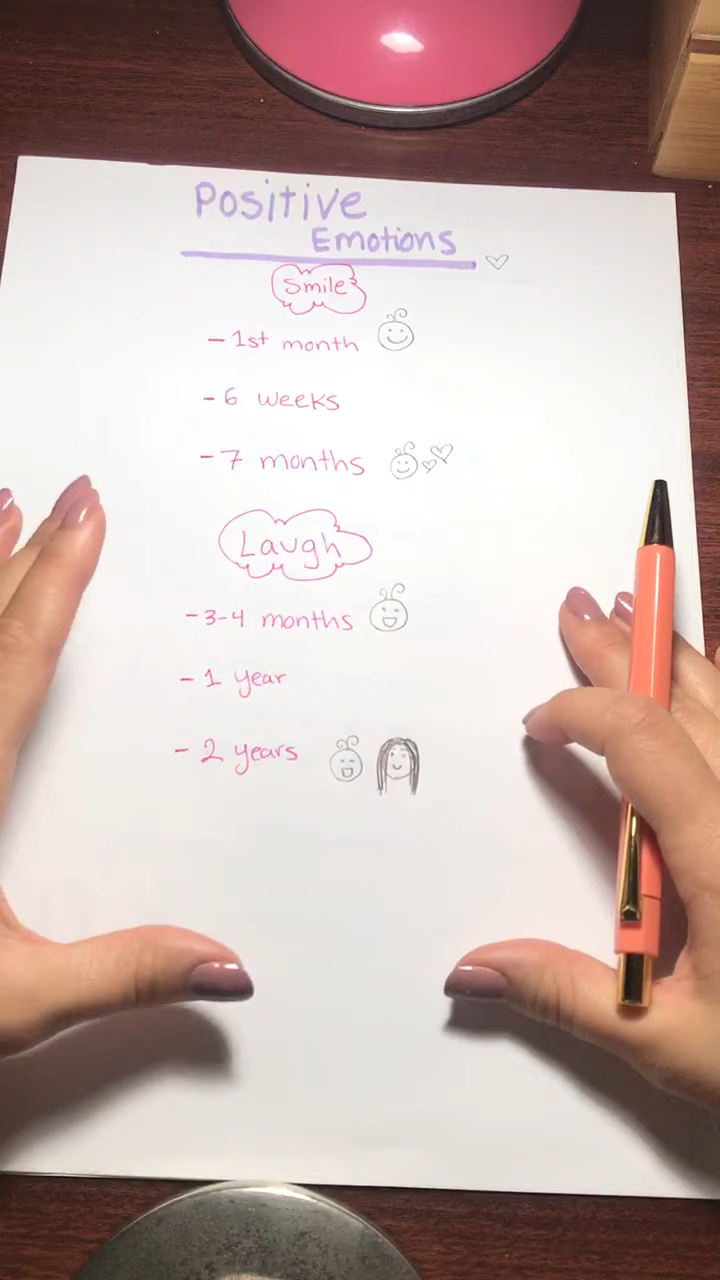 Positive
Emotions
Smile
- 1st month
- 6 weeks
- 7 months
Laugh
- 3-4 months
- 1 year
- 2 years